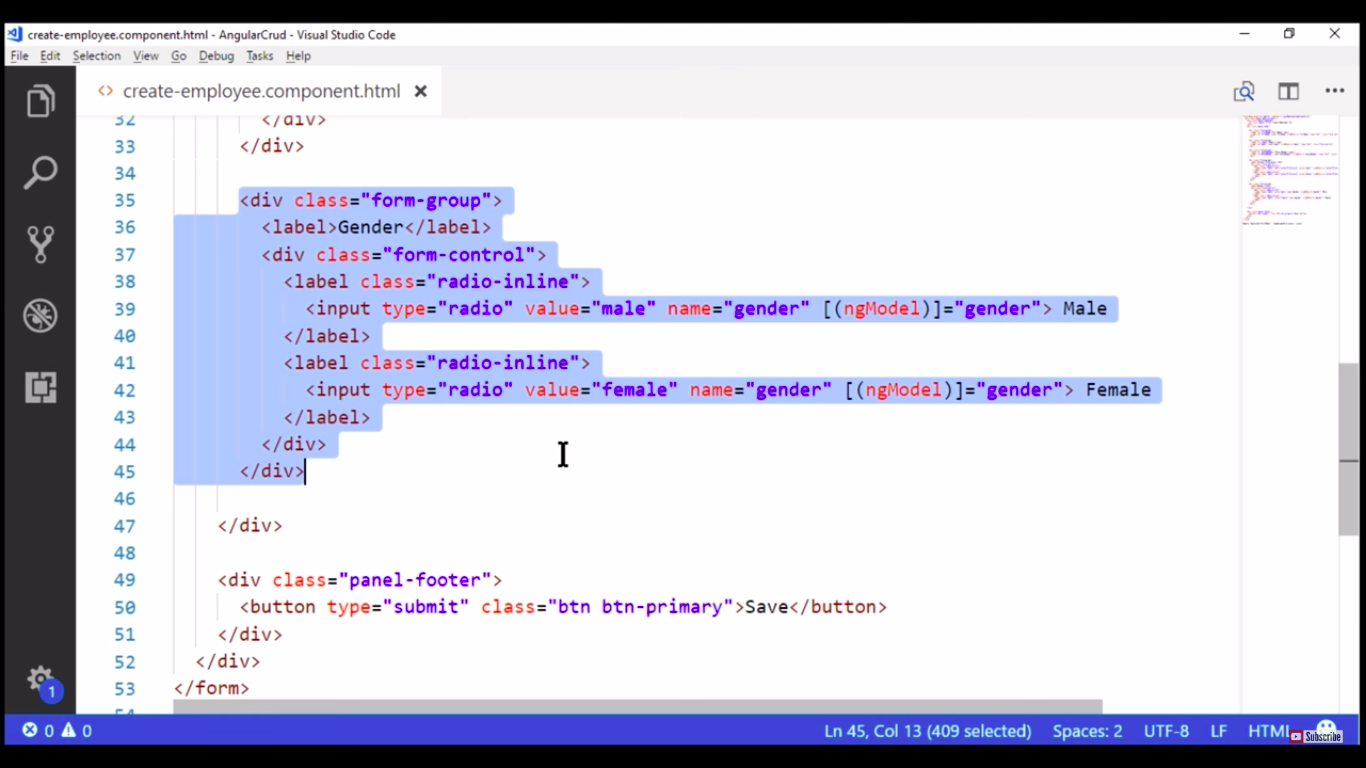 create-employee.component.html - AngularCrud - Visual Studio Code
File Edit Selection View Go Debug Tasks Help
<> create-employee.component.html ×
32 </div>
33 </div>
34
35 <div class="form-group">
36 <label>Gender</label>
37 <div class="form-control">
38 <label class="radio-inline">
39 <input type="radio" value="male" name="gender" [(ngModel)]="gender"> Male
40 </label>
41 <label class="radio-inline">
42 <input type="radio" value="female" name="gender" [(ngModel)]="gender"> Female
43 </label>
44 </div>
45 </div>
46
47 </div>
48
49 <div class="panel-footer">
50 <button type="submit" class="btn btn-primary">Save</button>
51 </div>
52 </div>
53 </form>
54
1
0 0 Ln 45, Col 13 (409 selected) Spaces: 2 UTF-8 LF HTML
Subscribe